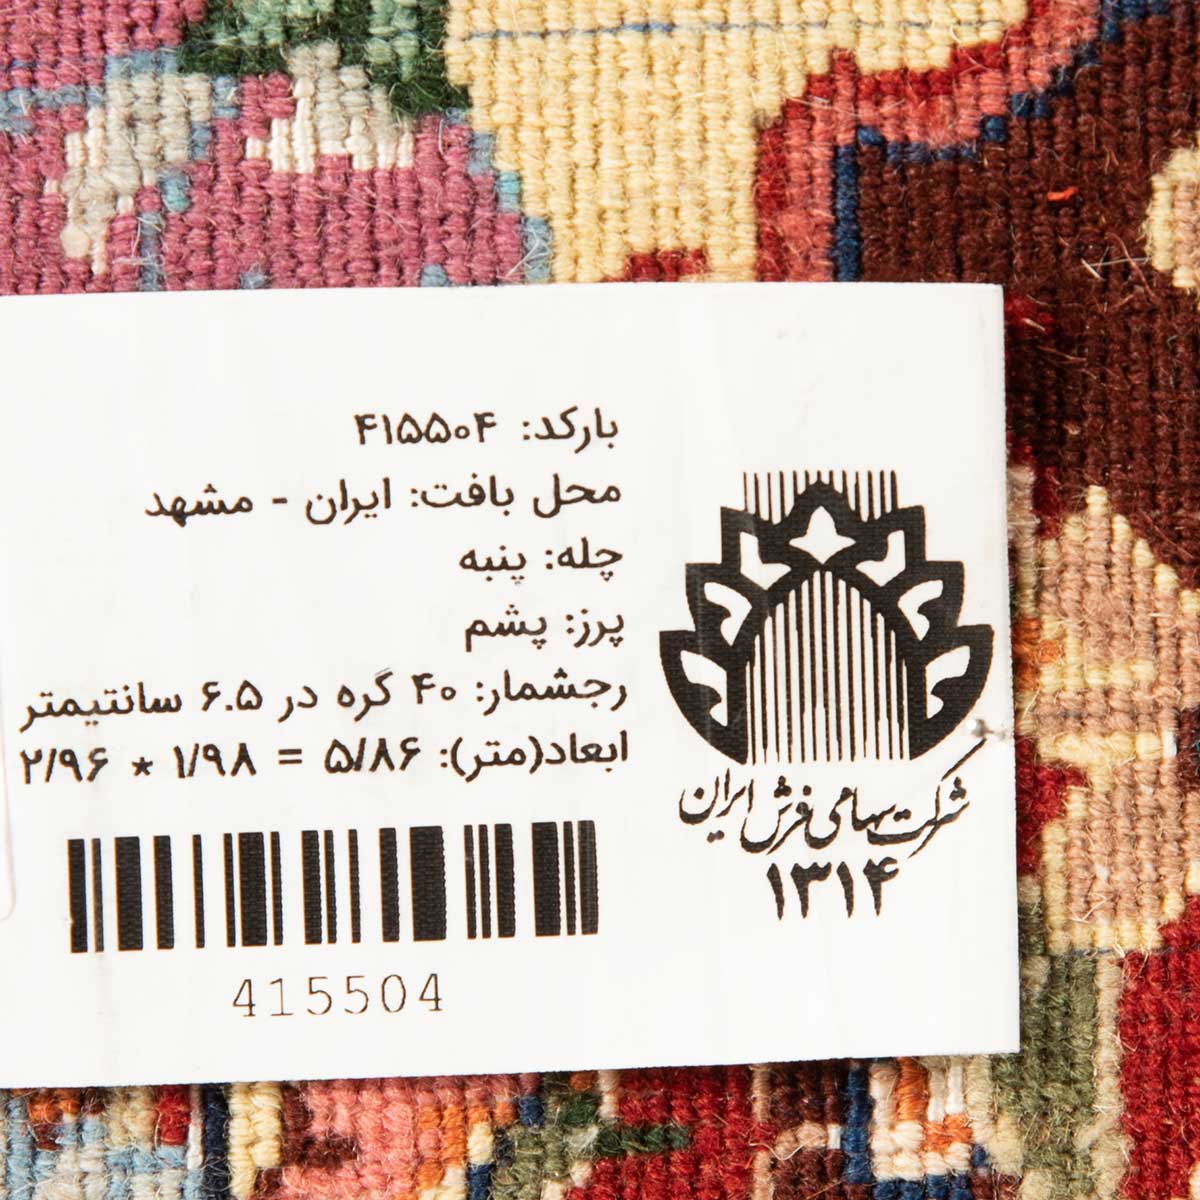 بارکد: ۴۱۵۵۰۴
محل بافت: ایران - مشهد
چله: پنبه
پرز: پشم
رجشمار: ۴۰ گره در ۶.۵ سانتیمتر
ابعاد(متر): ۵/۸۶ = ۱/۹۸ * ۲/۹۶
415504
شرکت سهامی فرش ایران
۱۳۱۴